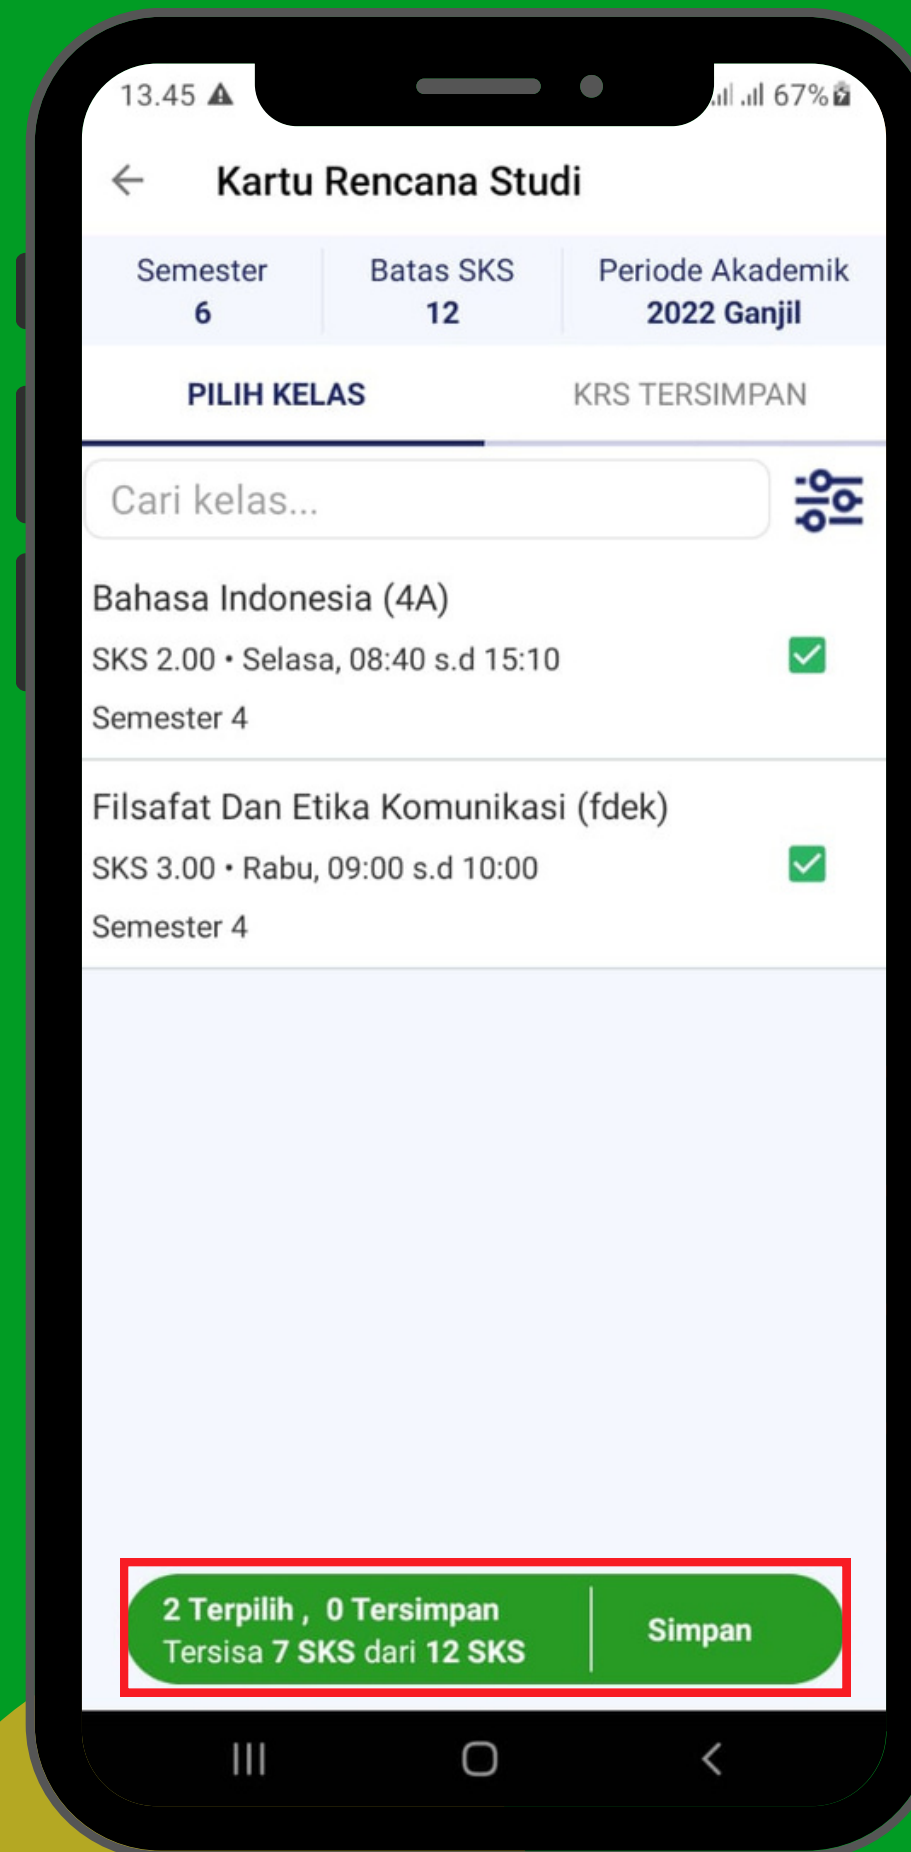 13.45
67%
Kartu Rencana Studi
Semester Batas SKS Periode Akademik
6 12 2022 Ganjil
PILIH KELAS KRS TERSIMPAN
Cari kelas...
Bahasa Indonesia (4A)
SKS 2.00 • Selasa, 08:40 s.d 15:10
Semester 4
Filsafat Dan Etika Komunikasi (fdek)
SKS 3.00 • Rabu, 09:00 s.d 10:00
Semester 4
2 Terpilih , 0 Tersimpan
Tersisa 7 SKS dari 12 SKS
Simpan